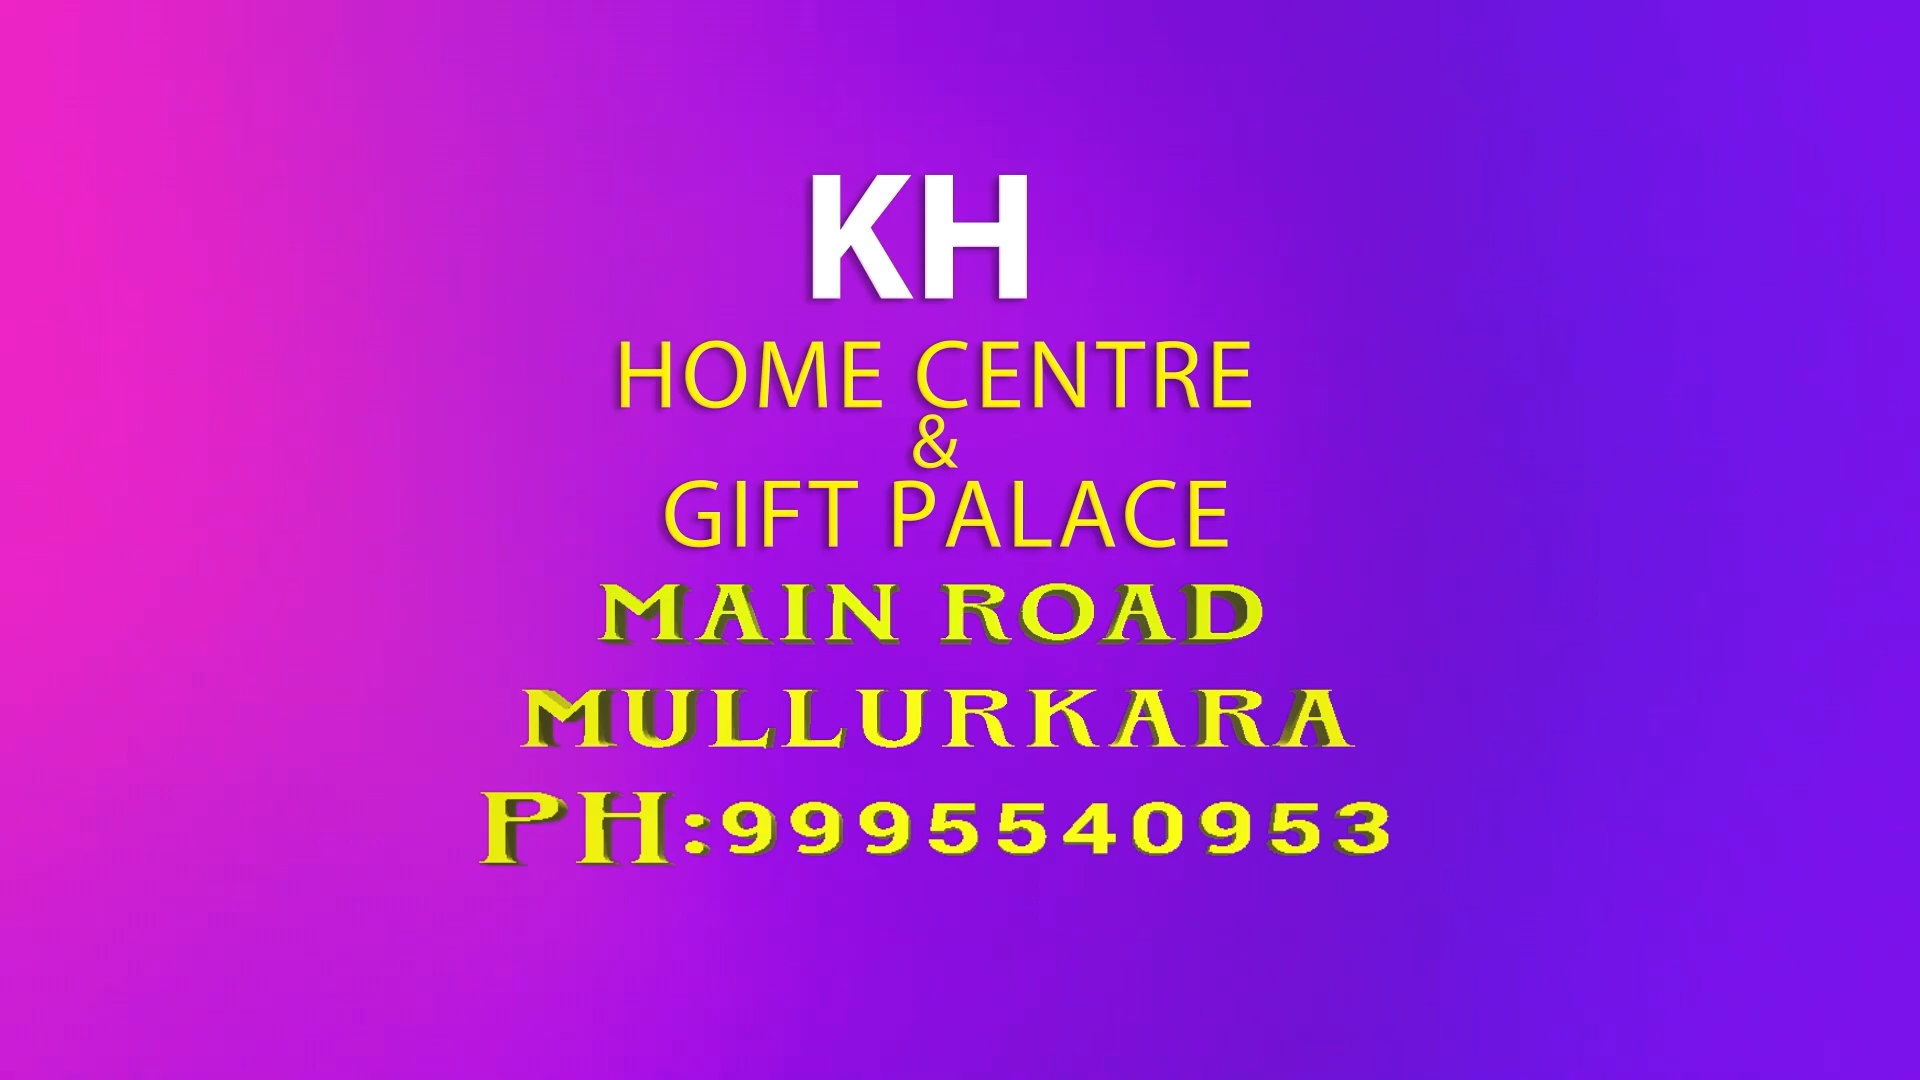 KH
HOME CENTRE
&
GIFT PALACE
MAIN ROAD
MULLURKARA
PH:9995540953